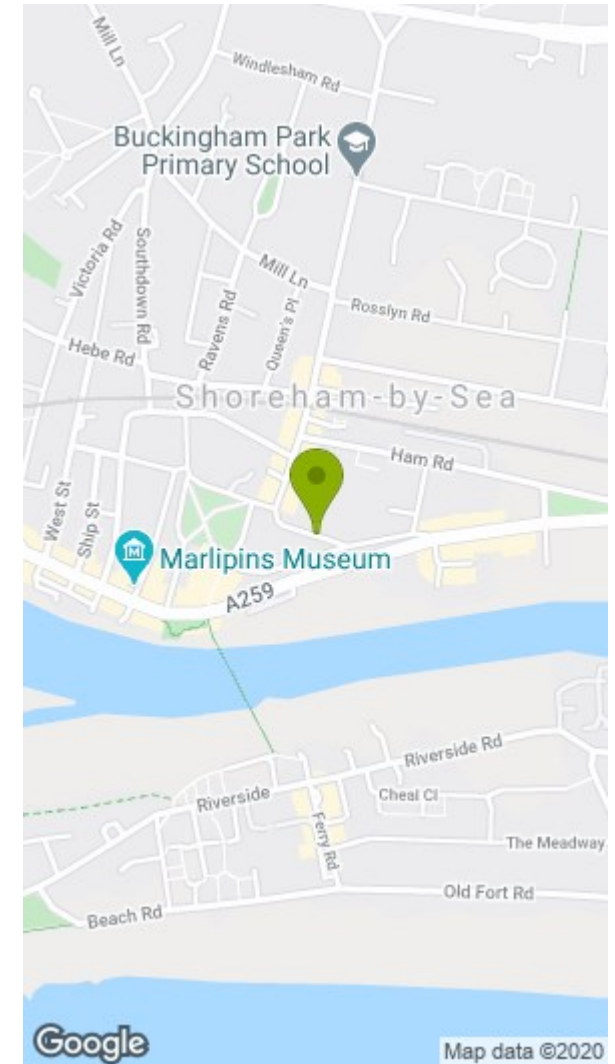 Mill Ln
Windlesham Rd
Buckingham Park
Primary School
Victoria Rd
Southdown Rd
Mill Ln
Ravens Rd
Queen's Pl
Rosslyn Rd
Hebe Rd
Shoreham-by-Sea
Ham Rd
West St
Ship St
M
Marlipins Museum
A259
Riverside Rd
Riverside
Cheal Cl
Ferry Rd
The Meadway
Old Fort Rd
Beach Rd
Google
Map data ©2020